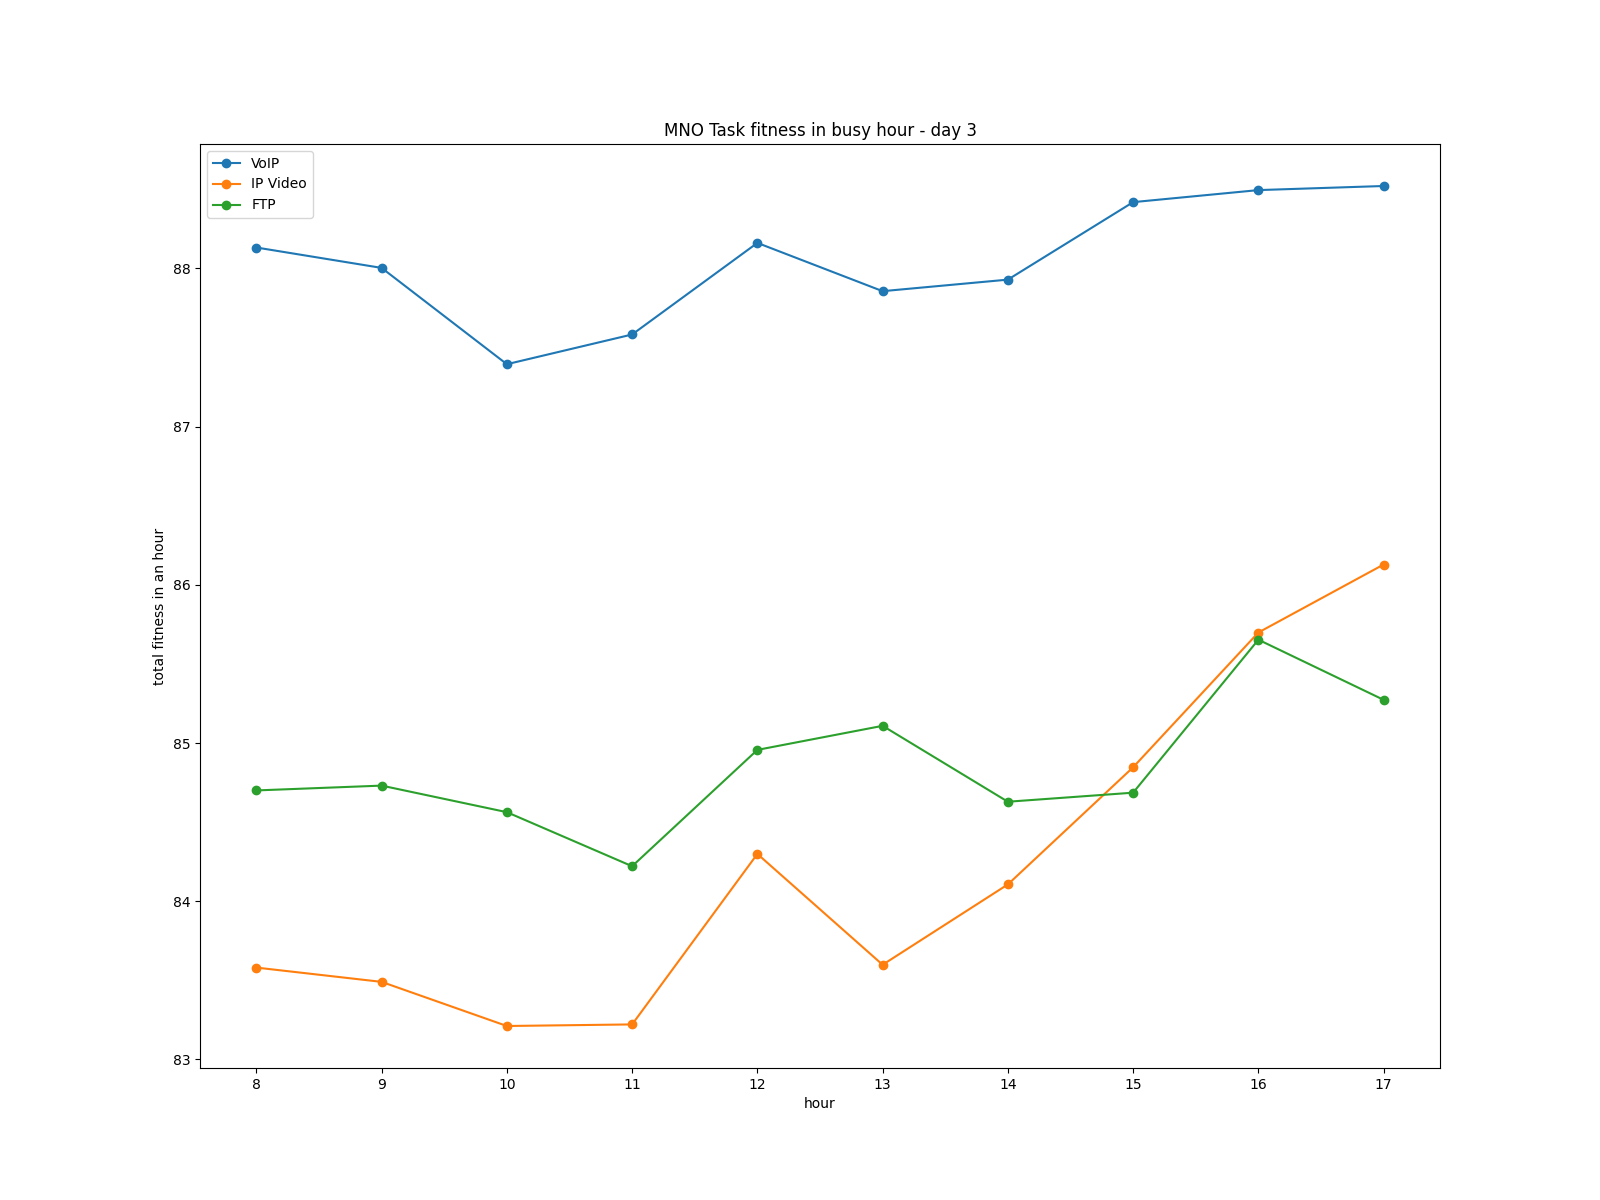 MNO Task fitness in busy hour - day 3
VoIP
IP Video
FTP
88
87
86
85
84
83
total fitness in an hour
8 9 10 11 12 13 14 15 16 17
hour